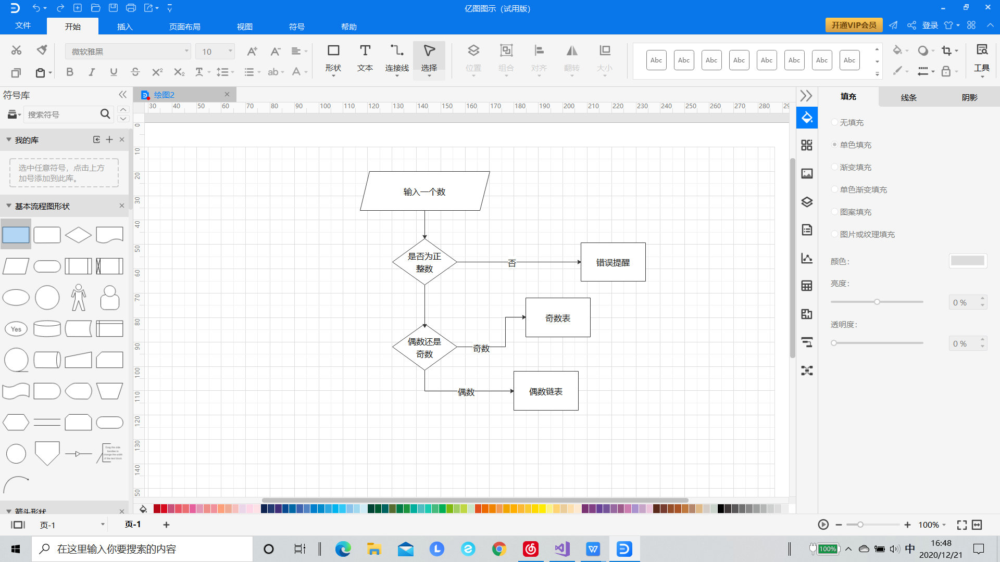 亿图图示（试用版）
文件
开始
插入
页面布局
视图
符号
帮助
开通VIP会员
登录
微软雅黑
10
形状
文本
连接线
选择
位置
组合
对齐
翻转
大小
Abc
Abc
Abc
Abc
Abc
Abc
Abc
Abc
工具
符号库
绘图2
填充
线条
阴影
搜索符号
30 40 50 60 70 80 90 100 110 120 130 140 150 160 170 180 190 200 210 220 230 240 250 260 270 280
0 10 20 30 40 50 60 70 80 90 100 110 120 130 140
我的库
选中任意符号，点击上方
加号添加到此库。
基本流程图形状
Yes
Drag the side
handles to
change the width
of the text block.
箭头形状
输入一个数
是否为正
整数
否
错误提醒
奇数表
偶数还是
奇数
奇数
偶数
偶数链表
无填充
单色填充
渐变填充
单色渐变填充
图案填充
图片或纹理填充
颜色:
亮度:
0 %
透明度:
0 %
页-1
页-1
100%
在这里输入你要搜索的内容
100%
中
16:48
2020/12/21